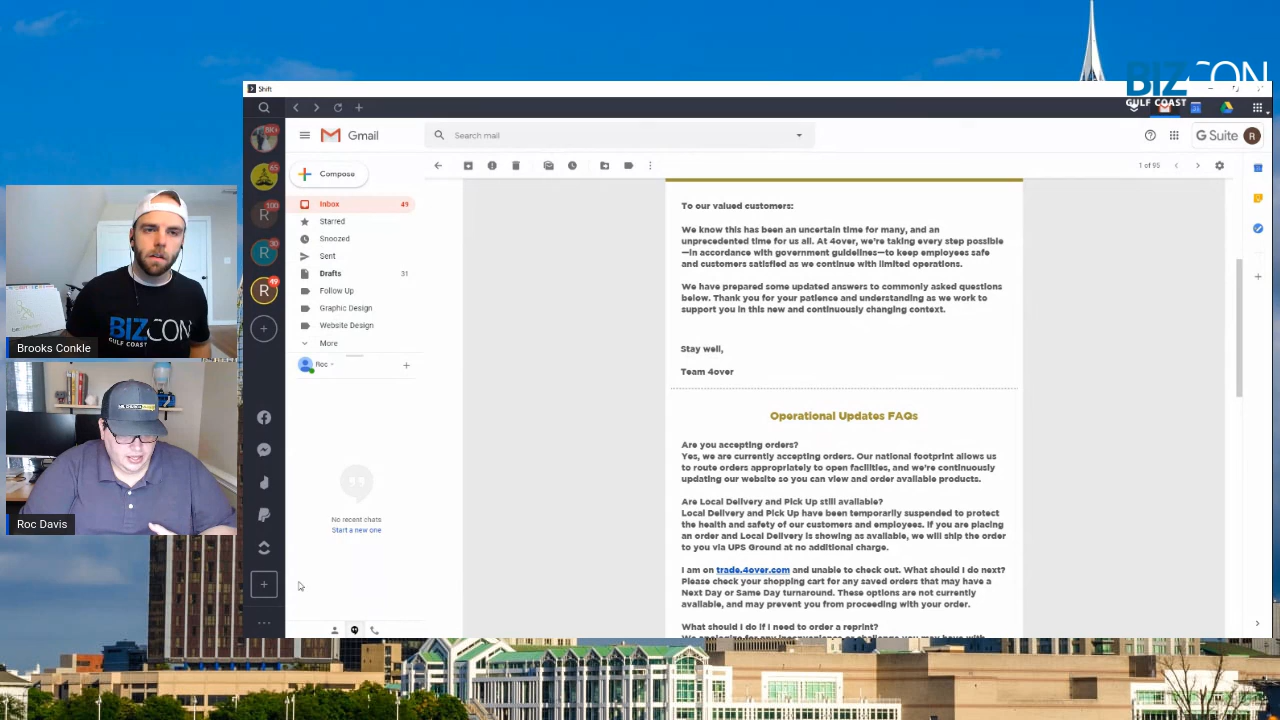 BIZ CON
GULF COAST
Shift
Gmail
Search mail
G Suite
R
8K+
65
R
100
30
R
49
Compose
1 of 95
Inbox
49
Starred
Snoozed
Sent
Drafts
31
Follow Up
Graphic Design
Website Design
More
Roc
No recent chats
Start a new one
To our valued customers:
We know this has been an uncertain time for many, and an
unprecedented time for us all. At 4over, we're taking every step possible
—in accordance with government guidelines—to keep employees safe
and customers satisfied as we continue with limited operations.
We have prepared some updated answers to commonly asked questions
below. Thank you for your patience and understanding as we work to
support you in this new and continuously changing context.
Stay well,
Team 4over
Operational Updates FAQs
Are you accepting orders?
Yes, we are currently accepting orders. Our national footprint allows us
to route orders appropriately to open facilities, and we're continuously
updating our website so you can view and order available products.
Are Local Delivery and Pick Up still available?
Local Delivery and Pick Up have been temporarily suspended to protect
the health and safety of our customers and employees. If you are placing
an order and Local Delivery is showing as available, we will ship the order
to you via UPS Ground at no additional charge.
I am on trade.4over.com and unable to check out. What should I do next?
Please check your shopping cart for any saved orders that may have a
Next Day or Same Day turnaround. These options are not currently
available, and may prevent you from proceeding with your order.
What should I do if I need to order a reprint?
BIZ.CON
GULF COAST
Brooks Conkle
Roc Davis